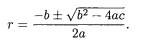 r = \frac{-b \pm \sqrt{b^2 - 4ac}}{2a}.